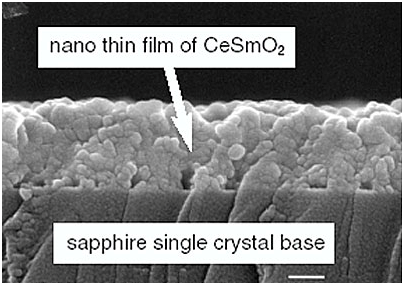 nano thin film of CeSmO₂
sapphire single crystal base